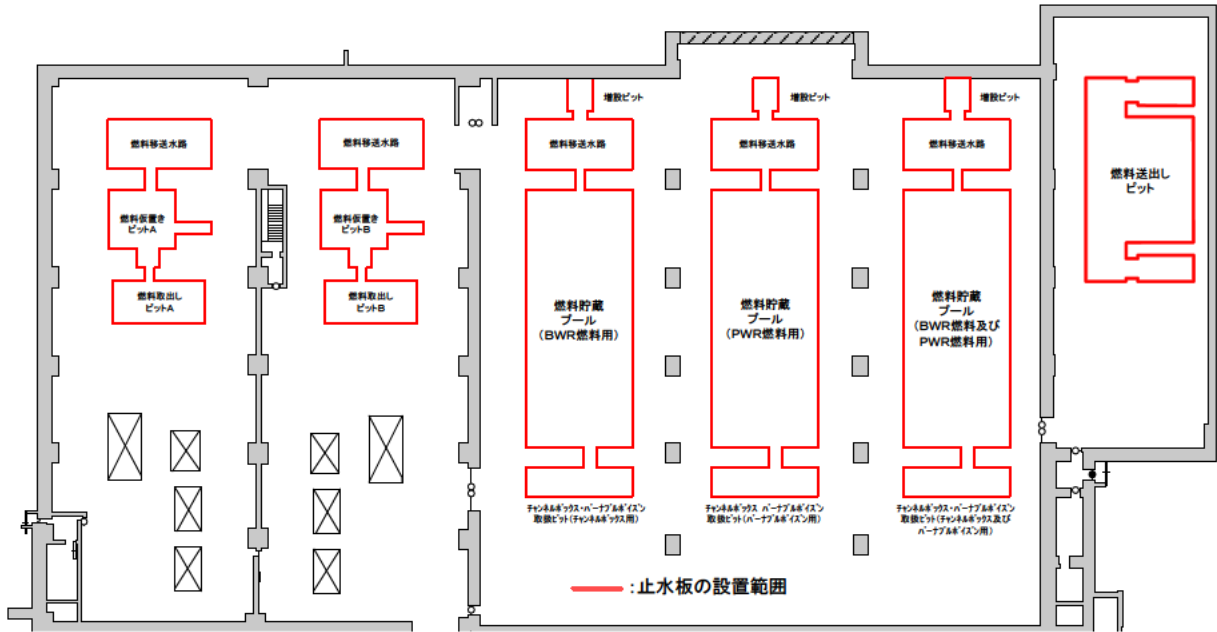 増設ピット
増設ピット
増設ピット
燃料移送水路
燃料移送水路
燃料移送水路
燃料移送水路
燃料移送水路
燃料送出し
ピット
燃料仮置き
ピットA
燃料仮置き
ピットB
燃料取出し
ピットA
燃料取出し
ピットB
燃料貯蔵
プール
(BWR燃料用)
燃料貯蔵
プール
(PWR燃料用)
燃料貯蔵
プール
(BWR燃料及び
PWR燃料用)
チャンネルボックス・バーナブルポイズン
取扱ピット(チャンネルボックス用)
チャンネルボックス バーナブルポイズン
取扱ピット(バーナブルポイズン用)
チャンネルボックス・バーナブルポイズン
取扱ピット(チャンネルボックス及び
バーナブルポイズン用)
:止水板の設置範囲